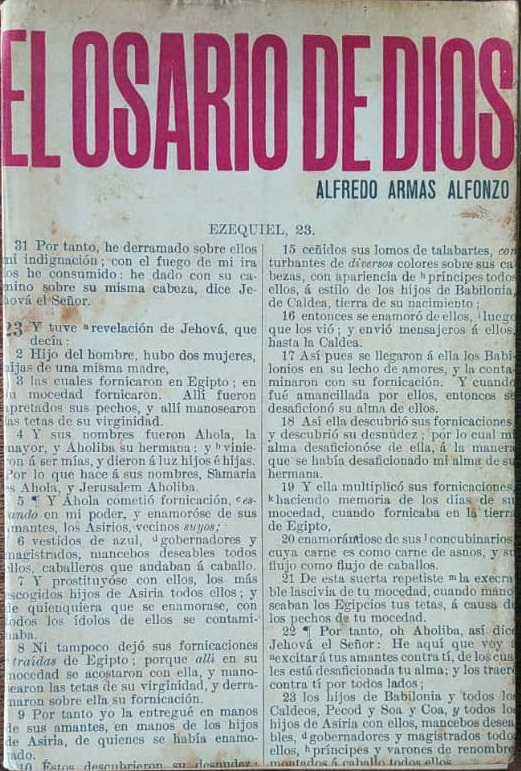 EL OSARIO DE DIOS
ALFREDO ARMAS ALFONZO
EZEQUIEL, 23.
31 Por tanto, he derramado sobre ellos
mi indignación; con el fuego de mi ira
los he consumido: he dado con su ca-
mino sobre su misma cabeza, dice Je-
hová el Señor.
23 Y tuve a revelación de Jehová, que
decía:
2 Hijo del hombre, hubo dos mujeres,
hijas de una misma madre,
3 las cuales fornicaron en Egipto; en
su mocedad fornicaron. Allí fueron
apretados sus pechos, y allí manosearon
las tetas de su virginidad.
4 Y sus nombres fueron Ahola, la
mayor, y Aholiba su hermana: y b vinie-
ron á ser mías, y dieron á luz hijos é hijas.
Por lo que hace á sus nombres, Samaria
es Ahola, y Jerusalem Aholiba.
5 ¶ Y Ahola cometió fornicación, c es-
tando en mi poder, y enamoróse de sus
amantes, los Asirios, vecinos suyos;
6 vestidos de azul, d gobernadores y
magistrados, mancebos deseables todos
ellos, caballeros que andaban á caballo.
7 Y prostituyóse con ellos, los más
escogidos hijos de Asiria todos ellos; y
de quienquiera que se enamorase, con
todos los ídolos de ellos se contami-
naba.
8 Ni tampoco dejó sus fornicaciones
traídas de Egipto; porque allí en su
mocedad se acostaron con ella, y mano-
searon las tetas de su virginidad, y derra-
maron sobre ella su fornicación.
9 Por tanto yo la entregué en manos
de sus amantes, en manos de los hijos
de Asiria, de quienes se había enamo-
rado.
10 Éstos descubrieron su desnudez,
15 ceñidos sus lomos de talabartes, con
turbantes de diversos colores sobre sus ca-
bezas, con apariencia de h príncipes todos
ellos, á estilo de los hijos de Babilonia,
de Caldea, tierra de su nacimiento;
16 entonces se enamoró de ellos, i luego
que los vió; y envió mensajeros á ellos,
hasta la Caldea.
17 Así pues se llegaron á ella los Babi-
lonios en su lecho de amores, y la conta-
minaron con su fornicación. Y cuando
fué amancillada por ellos, entonces se
desaficionó su alma de ellos.
18 Así ella descubrió sus fornicaciones,
y descubrió su desnudez; por lo cual mi
alma desaficionóse de ella, á la manera
que se había desaficionado mi alma de su
hermana.
19 Y ella multiplicó sus fornicaciones,
k haciendo memoria de los días de su
mocedad, cuando fornicaba en la tierra
de Egipto,
20 enamorándose de sus l concubinarios,
cuya carne es como carne de asnos, y su
flujo como flujo de caballos.
21 De esta suerte repetiste m la execra-
ble lascivia de tu mocedad, cuando mano-
seaban los Egipcios tus tetas, á causa de
los pechos de tu mocedad.
22 ¶ Por tanto, oh Aholiba, así dice
Jehová el Señor: He aquí que voy á
n excitará tus amantes contra tí, de los cua-
les está desaficionada tu alma; y los traeré
contra tí por todos lados;
23 los hijos de Babilonia y todos los
Caldeos, Pecod y Soa y Coa, y todos los
hijos de Asiria con ellos, mancebos desea-
bles, d gobernadores y magistrados todos
ellos, h príncipes y varones de renombre,
montados á caballo todos ellos.